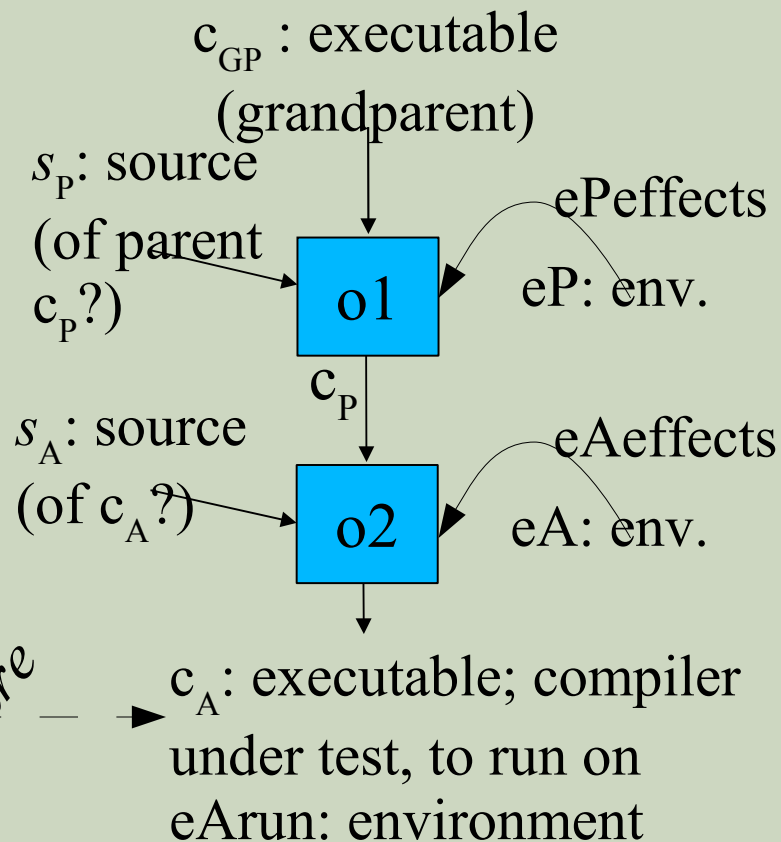 c_GP : executable
(grandparent)
s_P: source
(of parent
c_P?)
ePeffects
eP: env.
o1
c_P
s_A: source
(of c_A?)
eAeffects
eA: env.
o2
c_A: executable; compiler
under test, to run on
eArun: environment